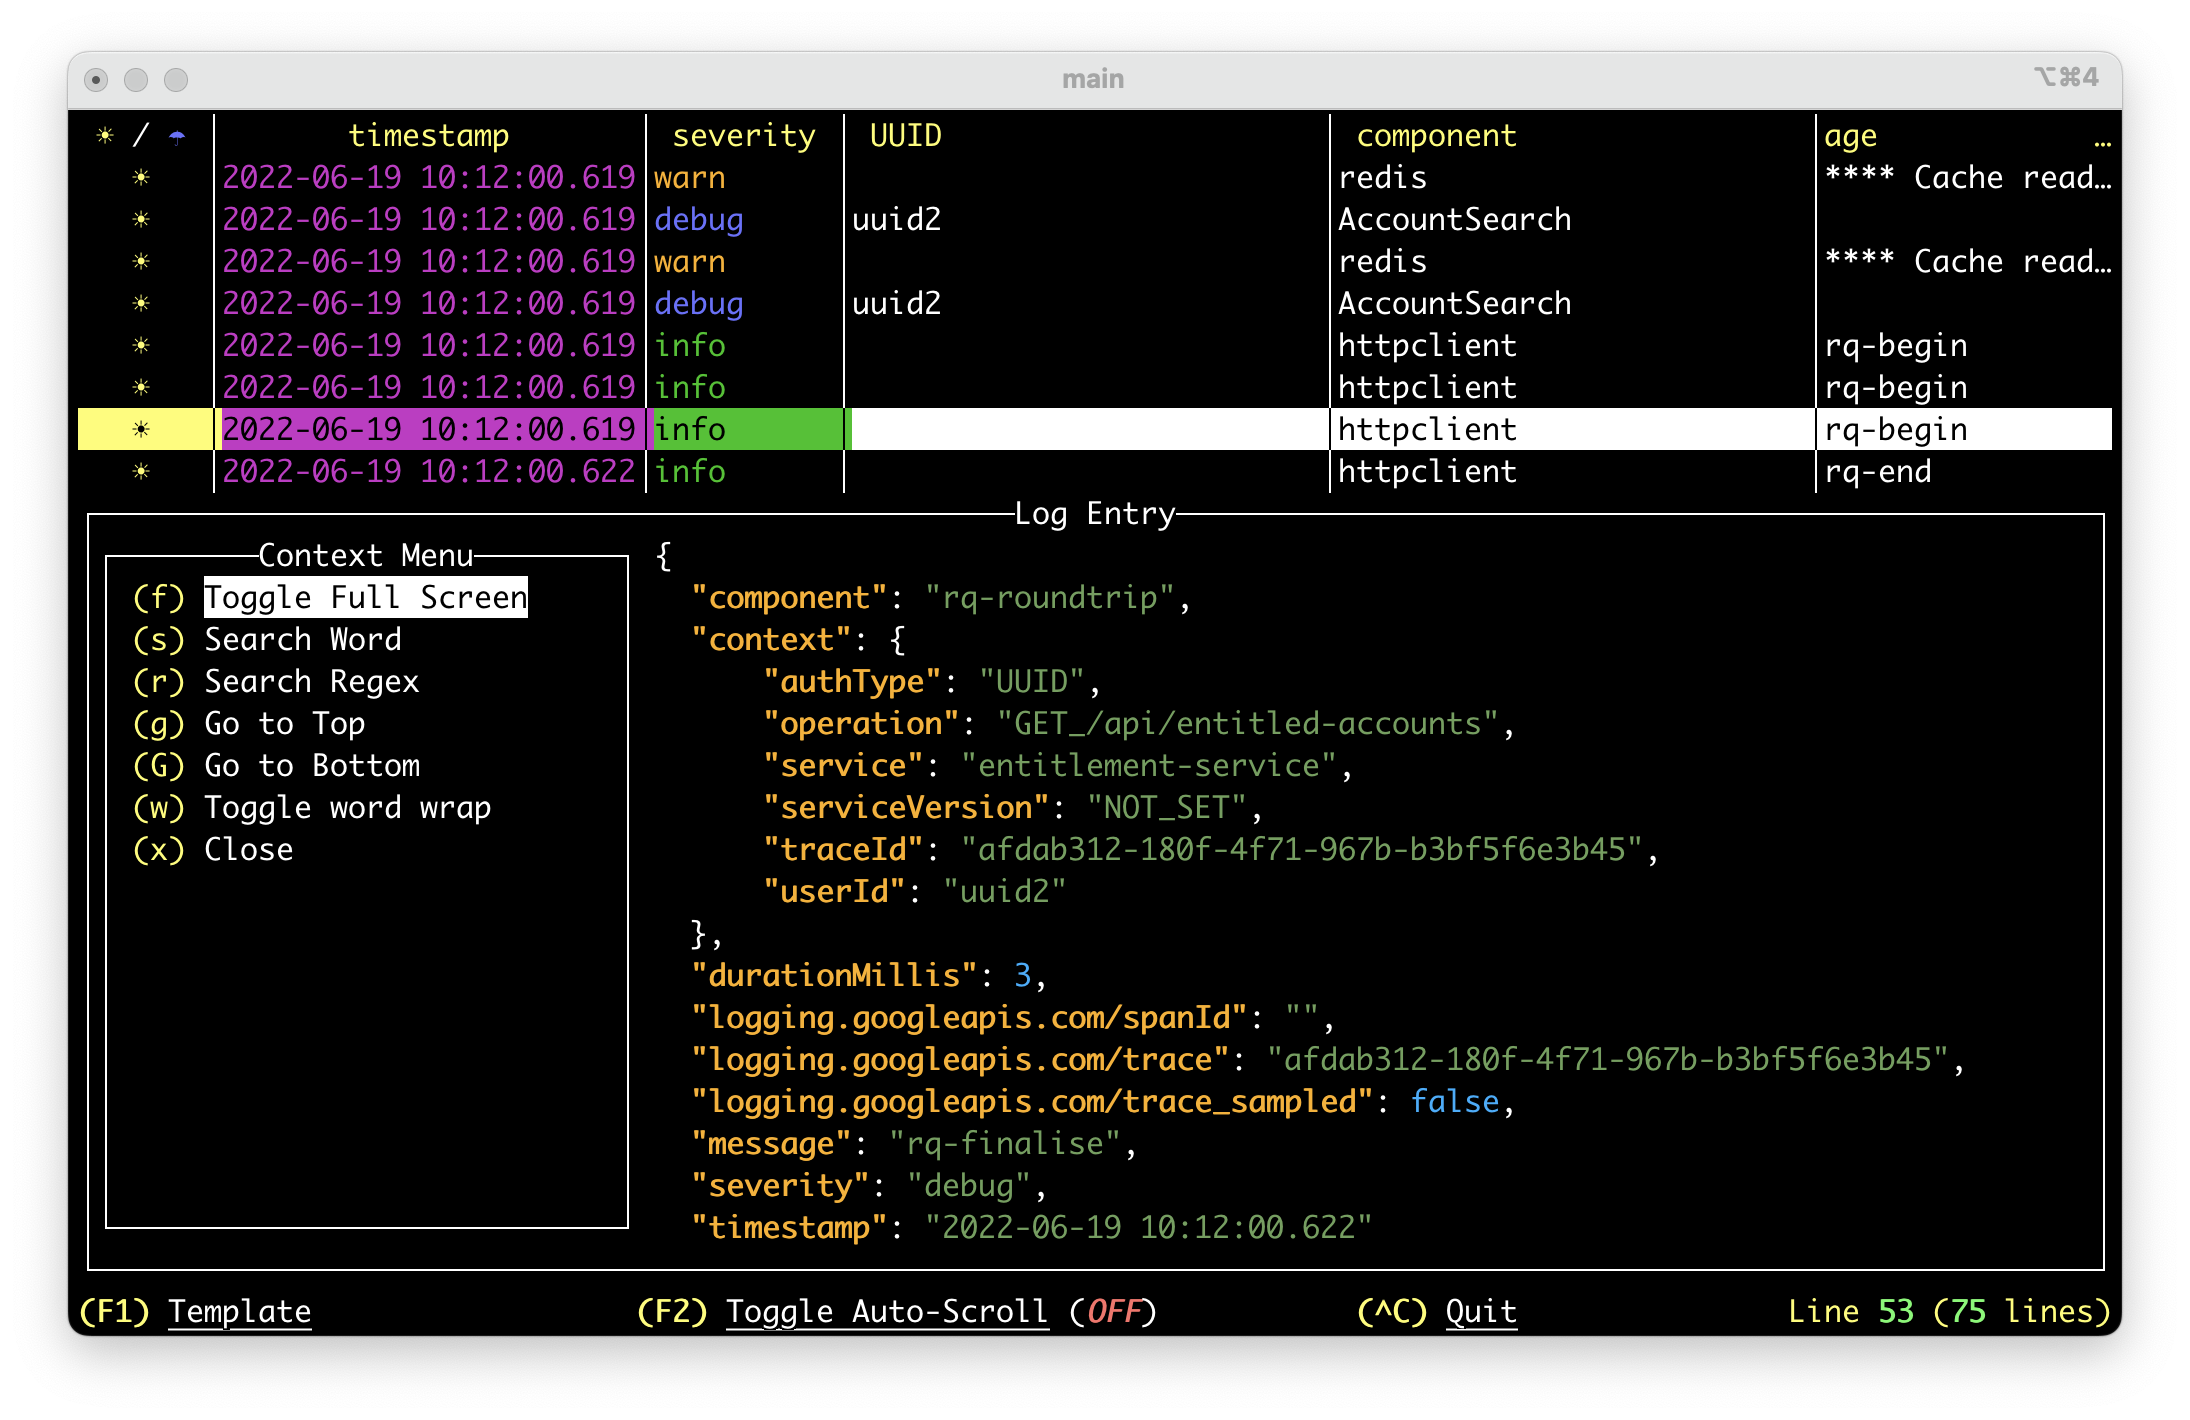 main ⌥⌘4
☀ / ☂ timestamp severity UUID component age …
☀ 2022-06-19 10:12:00.619 warn redis **** Cache read…
☀ 2022-06-19 10:12:00.619 debug uuid2 AccountSearch
☀ 2022-06-19 10:12:00.619 warn redis **** Cache read…
☀ 2022-06-19 10:12:00.619 debug uuid2 AccountSearch
☀ 2022-06-19 10:12:00.619 info httpclient rq-begin
☀ 2022-06-19 10:12:00.619 info httpclient rq-begin
☀ 2022-06-19 10:12:00.619 info httpclient rq-begin
☀ 2022-06-19 10:12:00.622 info httpclient rq-end
Log Entry
Context Menu
(f) Toggle Full Screen
(s) Search Word
(r) Search Regex
(g) Go to Top
(G) Go to Bottom
(w) Toggle word wrap
(x) Close
{
"component": "rq-roundtrip",
"context": {
"authType": "UUID",
"operation": "GET_/api/entitled-accounts",
"service": "entitlement-service",
"serviceVersion": "NOT_SET",
"traceId": "afdab312-180f-4f71-967b-b3bf5f6e3b45",
"userId": "uuid2"
},
"durationMillis": 3,
"logging.googleapis.com/spanId": "",
"logging.googleapis.com/trace": "afdab312-180f-4f71-967b-b3bf5f6e3b45",
"logging.googleapis.com/trace_sampled": false,
"message": "rq-finalise",
"severity": "debug",
"timestamp": "2022-06-19 10:12:00.622"
(F1) Template (F2) Toggle Auto-Scroll (OFF) (^C) Quit Line 53 (75 lines)